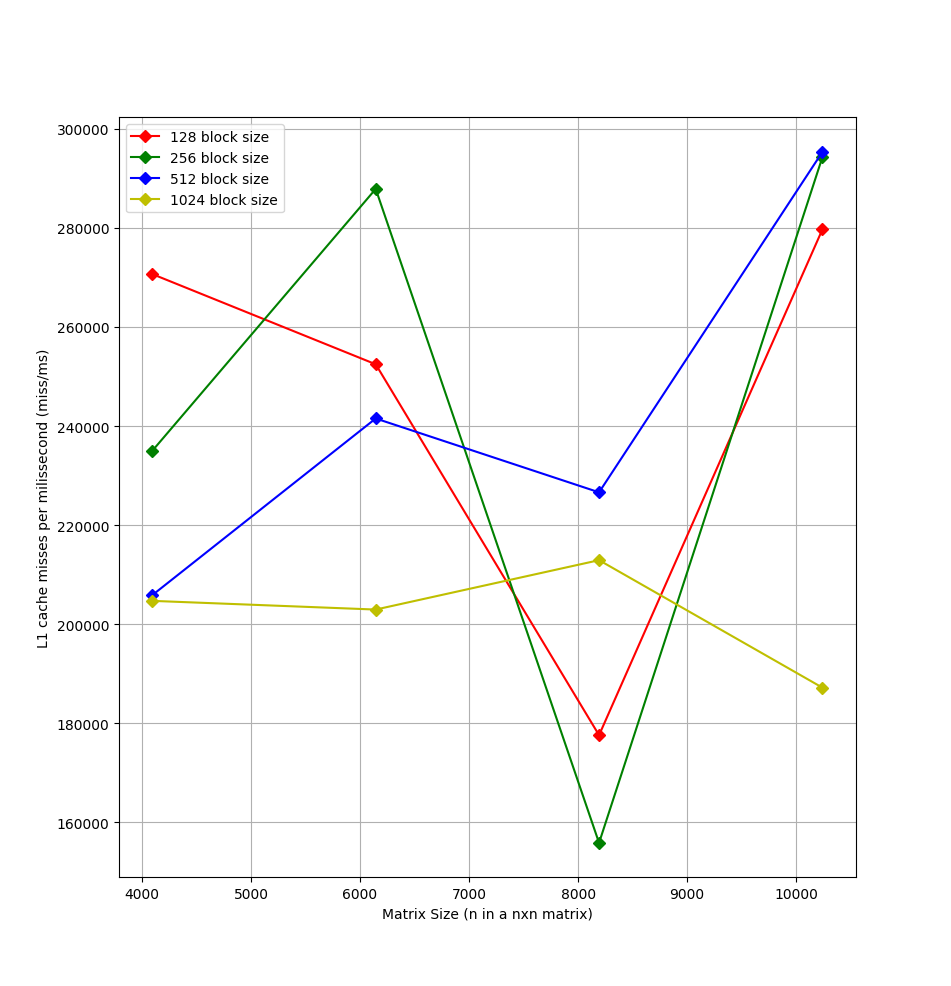 300000
280000
260000
240000
220000
200000
180000
160000
L1 cache misses per milissecond (miss/ms)
128 block size
256 block size
512 block size
1024 block size
4000 5000 6000 7000 8000 9000 10000
Matrix Size (n in a nxn matrix)